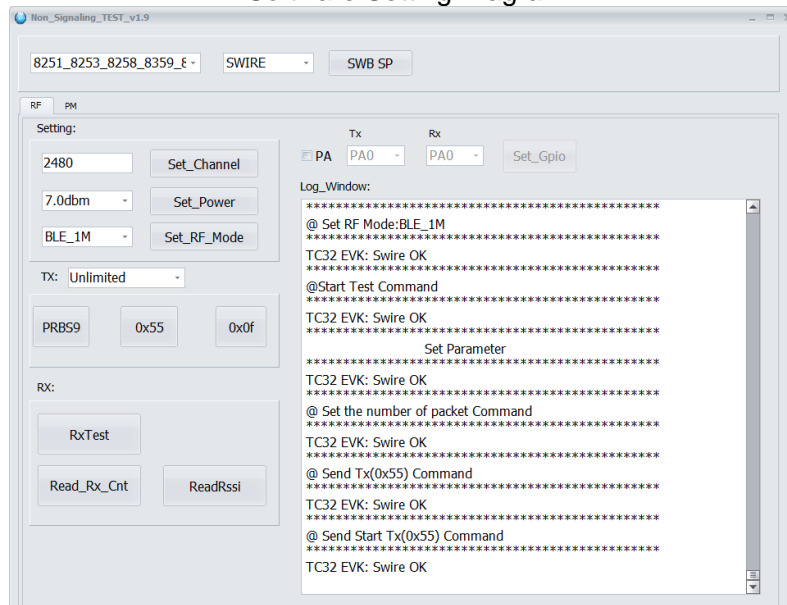 Software Setting Diagram
Non_Signaling_TEST_v1.9
8251_8253_8258_8359_8 SWIRE SWB SP
RF PM
Setting:
2480 Set_Channel
7.0dbm Set_Power
BLE_1M Set_RF_Mode
TX: Unlimited
PRBS9 0x55 0x0f
RX:
RxTest
Read_Rx_Cnt ReadRssi
Tx Rx
PA PA0 PA0 Set_Gpio
Log_Window:
*************************************************
@ Set RF Mode:BLE_1M
*************************************************
TC32 EVK: Swire OK
*************************************************
@Start Test Command
*************************************************
TC32 EVK: Swire OK
*************************************************
Set Parameter
*************************************************
TC32 EVK: Swire OK
*************************************************
@ Set the number of packet Command
*************************************************
TC32 EVK: Swire OK
*************************************************
@ Send Tx(0x55) Command
*************************************************
TC32 EVK: Swire OK
*************************************************
@ Send Start Tx(0x55) Command
*************************************************
TC32 EVK: Swire OK